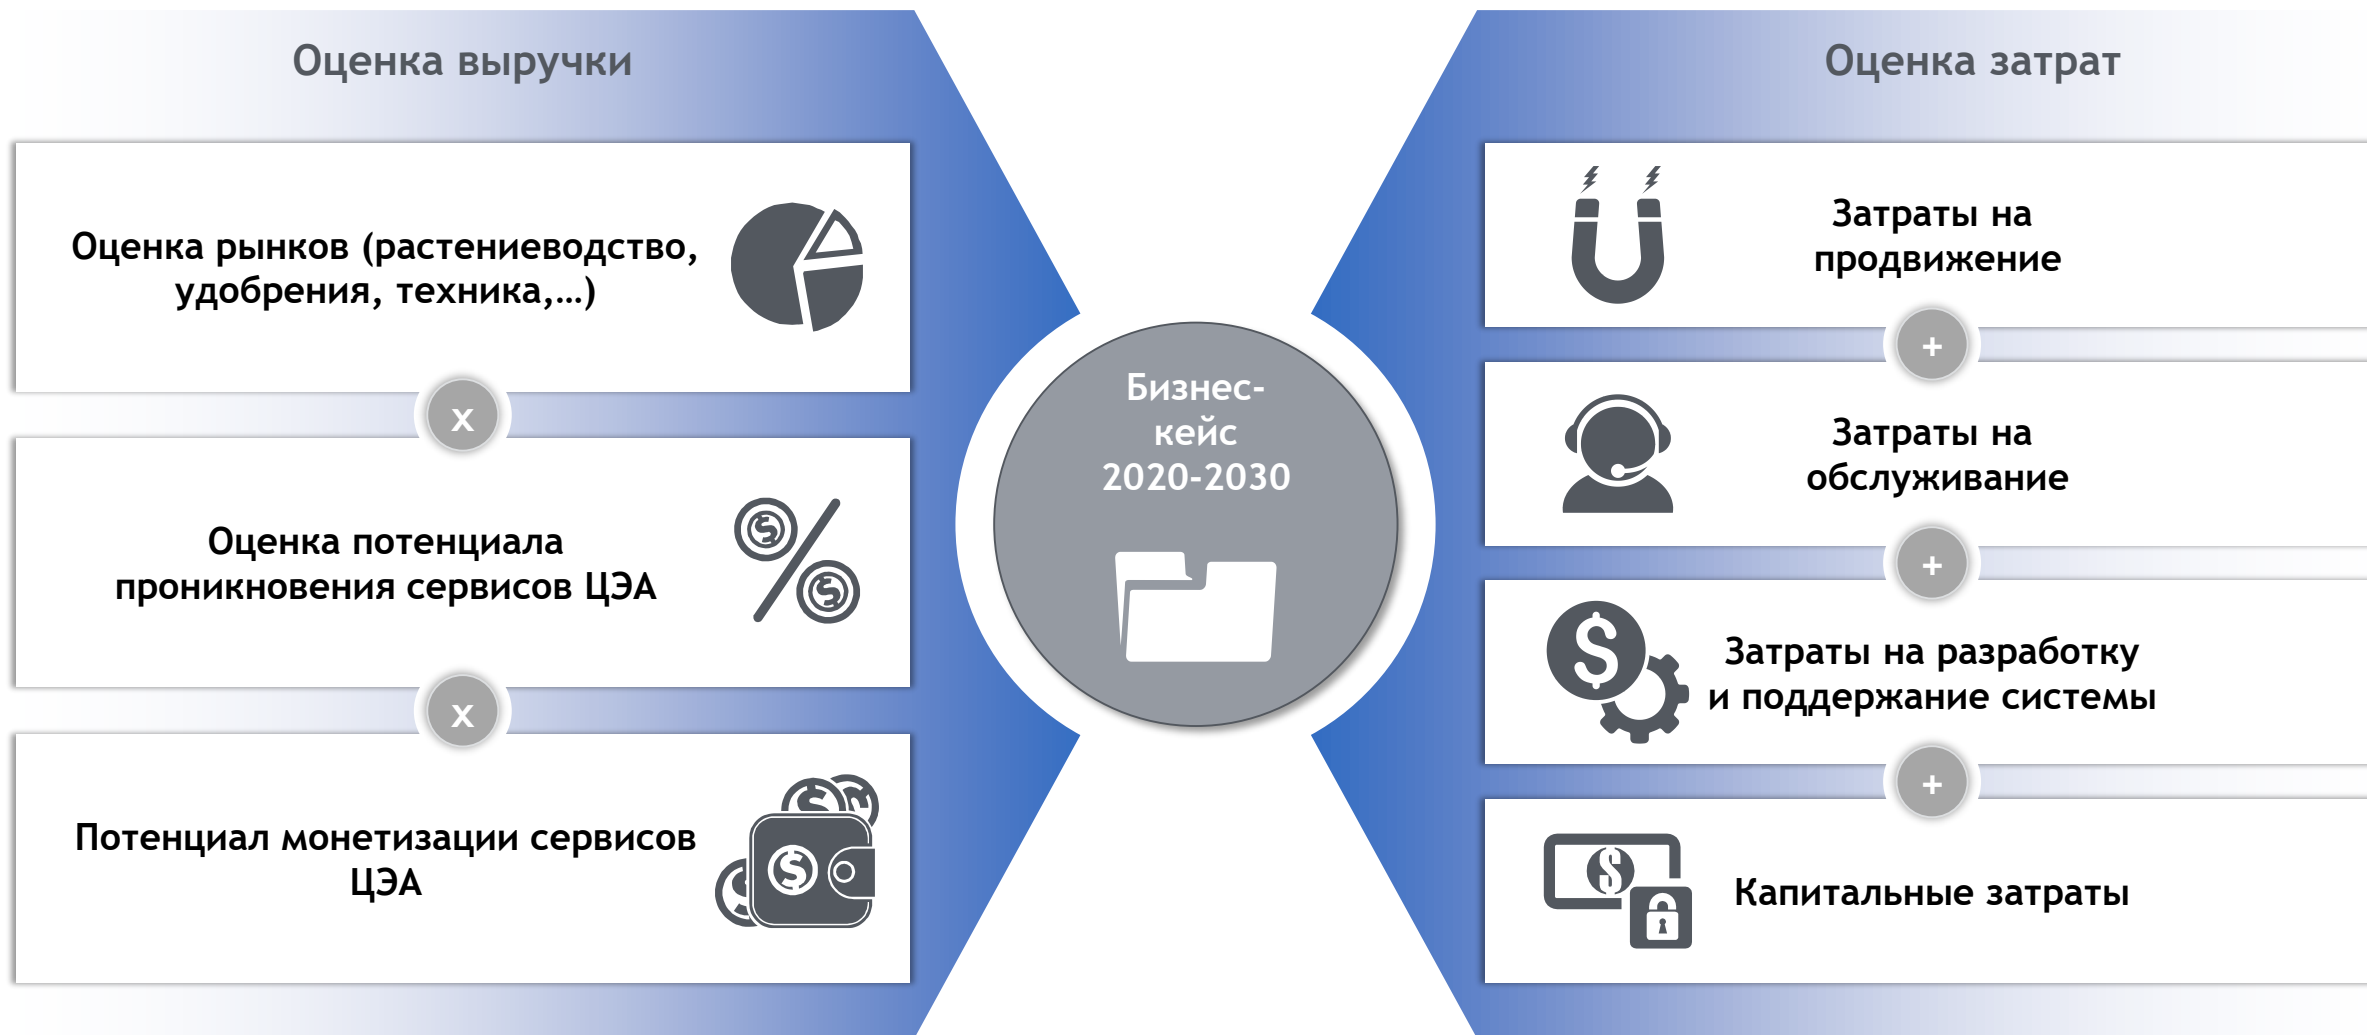 Оценка выручки
Оценка рынков (растениеводство,
удобрения, техника,…)
x
Оценка потенциала
проникновения сервисов ЦЭА
x
Потенциал монетизации сервисов
ЦЭА
Бизнес-
кейс
2020-2030
Оценка затрат
Затраты на
продвижение
+
Затраты на
обслуживание
+
Затраты на разработку
и поддержание системы
+
Капитальные затраты